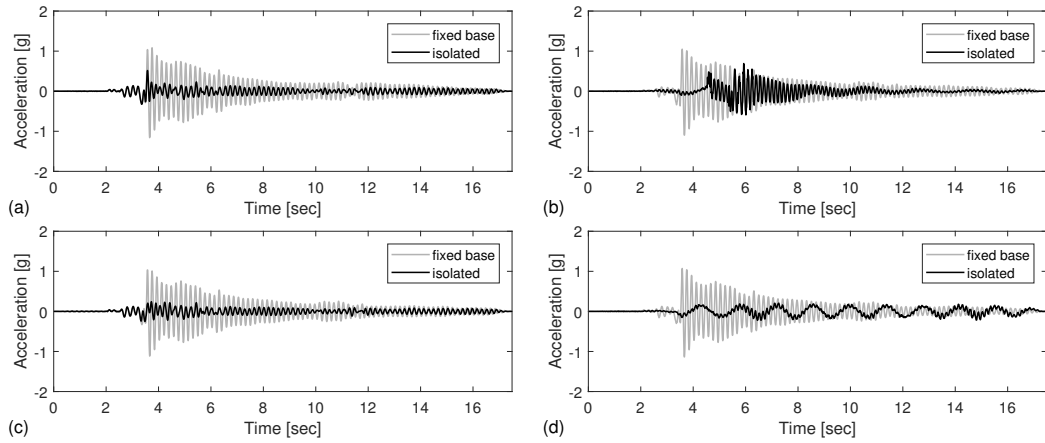 2
1
0
-1
-2
Acceleration [g]
fixed base
isolated
0 2 4 6 8 10 12 14 16
Time [sec]
(a)
2
1
0
-1
-2
Acceleration [g]
fixed base
isolated
0 2 4 6 8 10 12 14 16
Time [sec]
(b)
2
1
0
-1
-2
Acceleration [g]
fixed base
isolated
0 2 4 6 8 10 12 14 16
Time [sec]
(c)
2
1
0
-1
-2
Acceleration [g]
fixed base
isolated
0 2 4 6 8 10 12 14 16
Time [sec]
(d)